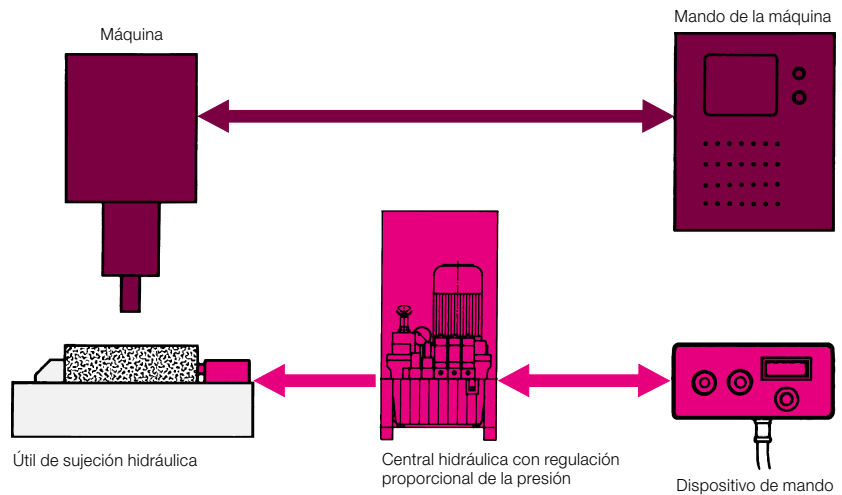 Máquina
Mando de la máquina
Útil de sujeción hidráulica
Central hidráulica con regulación
proporcional de la presión
Dispositivo de mando